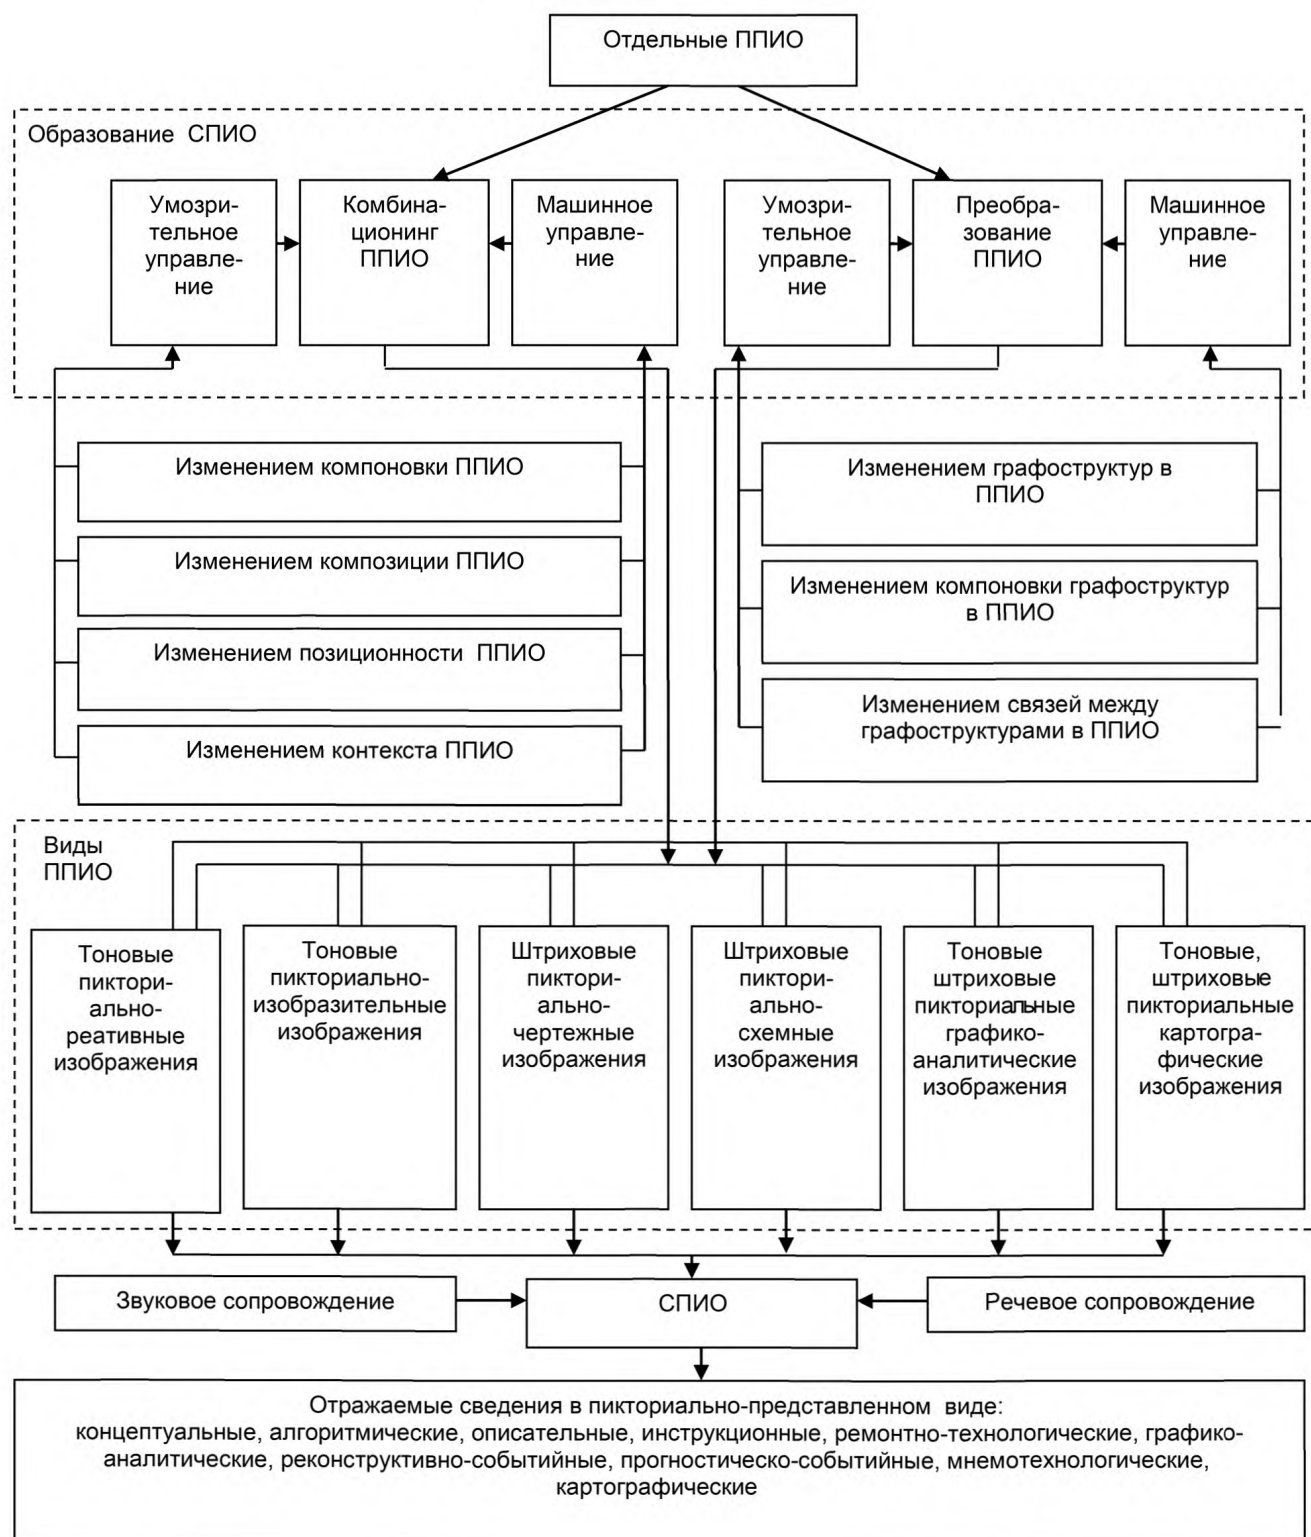 Отдельные ППИО
Образование СПИО
Умозри-
тельное
управле-
ние
Комбина-
ционинг
ППИО
Машинное
управле-
ние
Умозри-
тельное
управле-
ние
Преобра-
зование
ППИО
Машинное
управле-
ние
Изменением компоновки ППИО
Изменением композиции ППИО
Изменением позиционности ППИО
Изменением контекста ППИО
Изменением графоструктур в
ППИО
Изменением компоновки графоструктур
в ППИО
Изменением связей между
графоструктурами в ППИО
Виды
ППИО
Тоновые
пиктори-
ально-
реативные
изображения
Тоновые
пикториально-
изобразительные
изображения
Штриховые
пиктори-
ально-
чертежные
изображения
Штриховые
пиктори-
ально-
схемные
изображения
Тоновые
штриховые
пикториальные
графико-
аналитические
изображения
Тоновые,
штриховые
пикториальные
картогра-
фические
изображения
Звуковое сопровождение
СПИО
Речевое сопровождение
Отражаемые сведения в пикториально-представленном виде:
концептуальные, алгоритмические, описательные, инструкционные, ремонтно-технологические, графико-
аналитические, реконструктивно-событийные, прогностическо-событийные, мнемотехнологические,
картографические